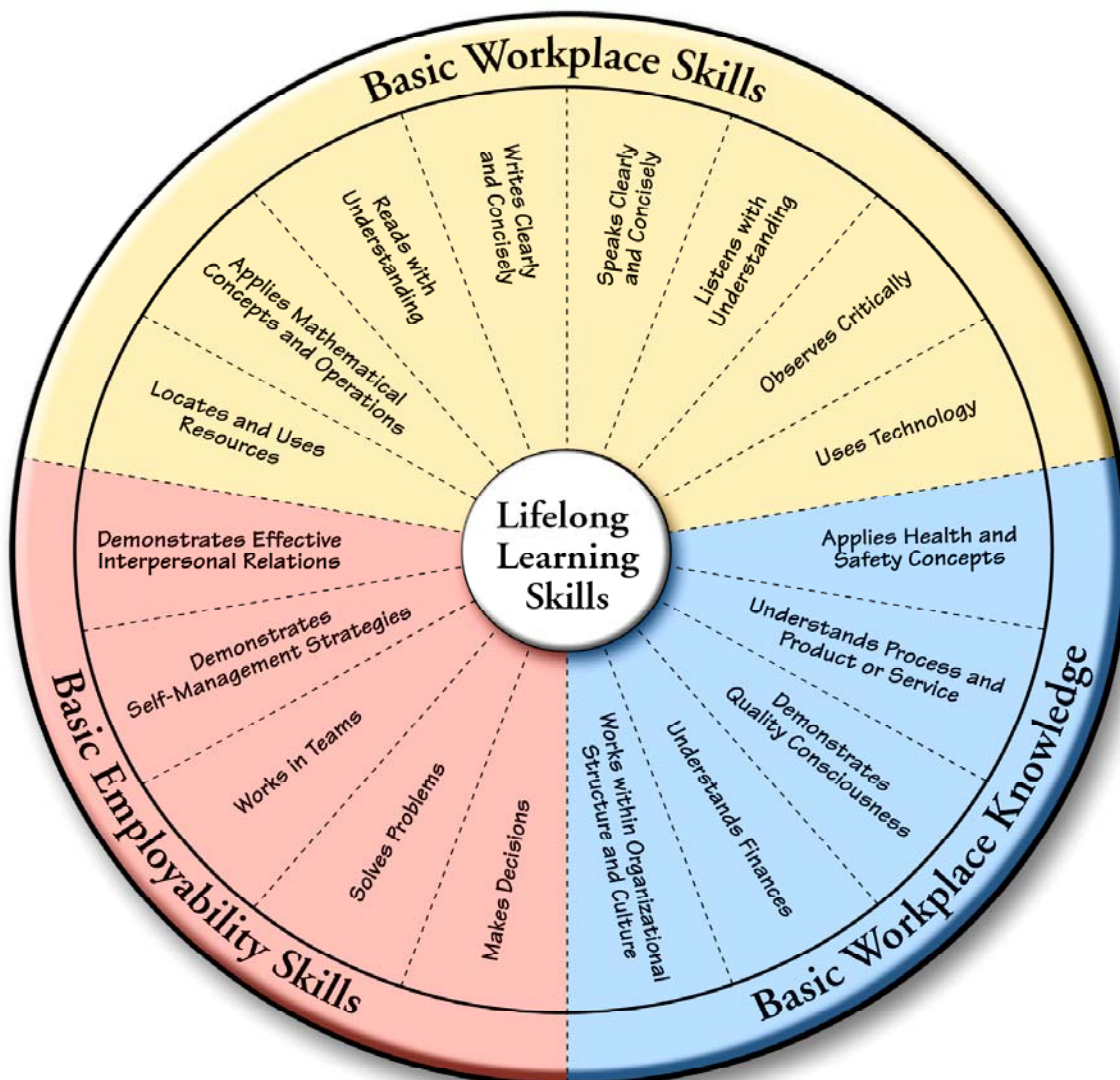 Basic Workplace Skills
Locates and Uses
Resources
Applies Mathematical
Concepts and Operations
Reads with
Understanding
Writes Clearly
and Concisely
Speaks Clearly
and Concisely
Listens with
Understanding
Observes Critically
Uses Technology
Lifelong
Learning
Skills
Applies Health and
Safety Concepts
Understands Process and
Product or Service
Demonstrates
Quality Consciousness
Understands Finances
Works within Organizational
Structure and Culture
Basic Workplace Knowledge
Demonstrates Effective
Interpersonal Relations
Demonstrates
Self-Management Strategies
Works in Teams
Solves Problems
Makes Decisions
Basic Employability Skills